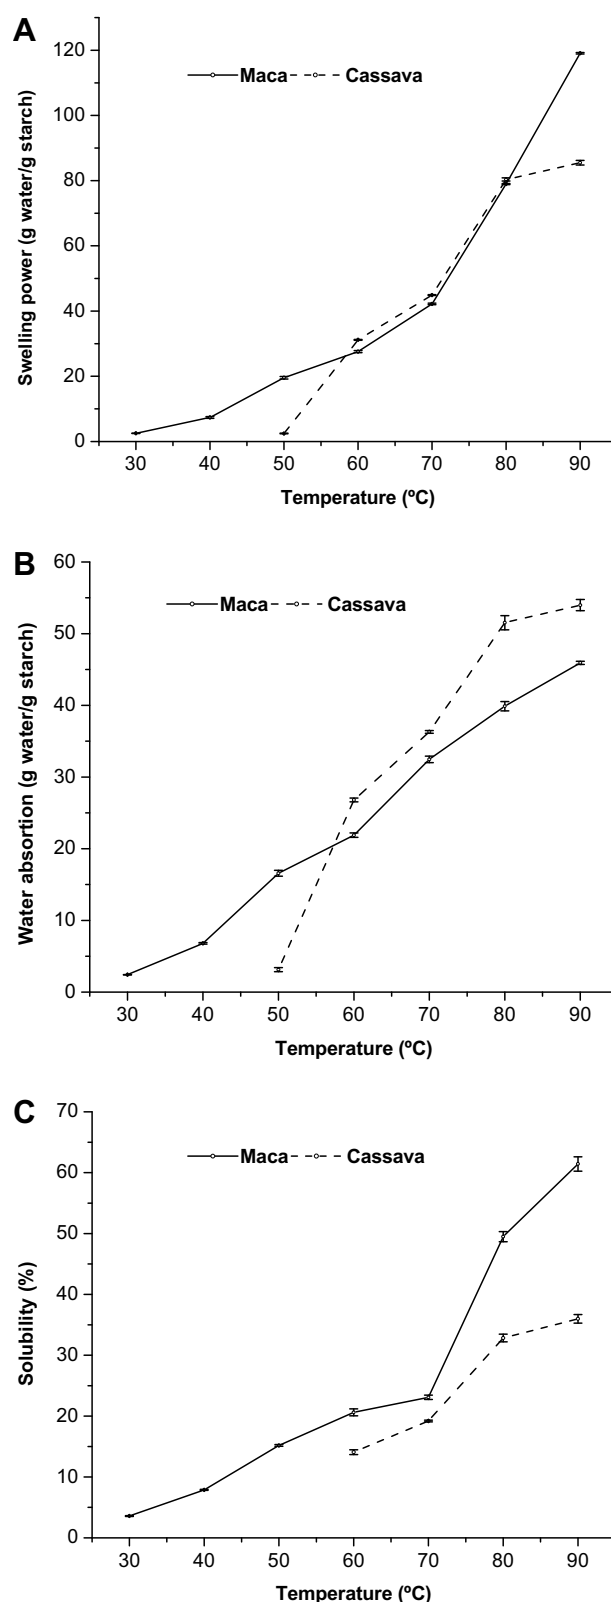 A
120
100
80
60
40
20
0
Maca Cassava
Swelling power (g water/g starch)
30 40 50 60 70 80 90
Temperature (ºC)
B
60
50
40
30
20
10
0
Maca Cassava
Water absortion (g water/g starch)
30 40 50 60 70 80 90
Temperature (ºC)
C
70
60
50
40
30
20
10
0
Maca Cassava
Solubility (%)
30 40 50 60 70 80 90
Temperature (ºC)